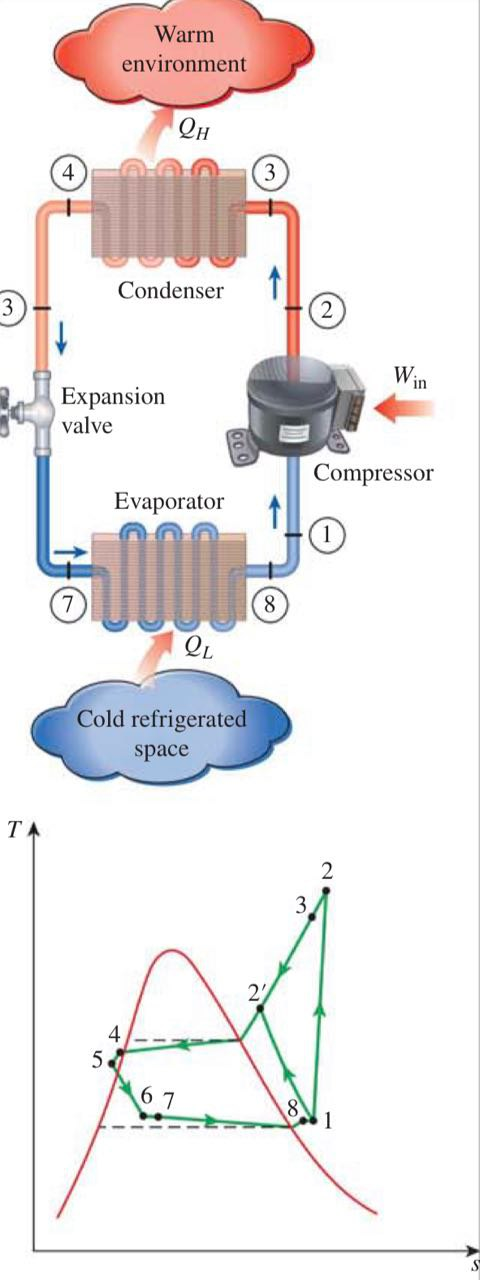 Warm
environment
Q_H
4
3
Condenser
3
2
Expansion
valve
W_in
Compressor
Evaporator
1
7
8
Q_L
Cold refrigerated
space
T
2
3
2′
4
5
6
7
8
1
s